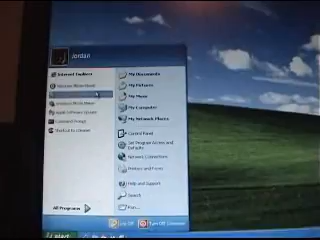 Jordan
Internet Explorer
Command Prompt
All Programs
My Documents
My Pictures
My Music
My Computer
My Network Places
Control Panel
Set Program Access and
Defaults
Network Connections
Printers and Faxes
Help and Support
Search
Run...
Log Off
Turn Off Computer
start